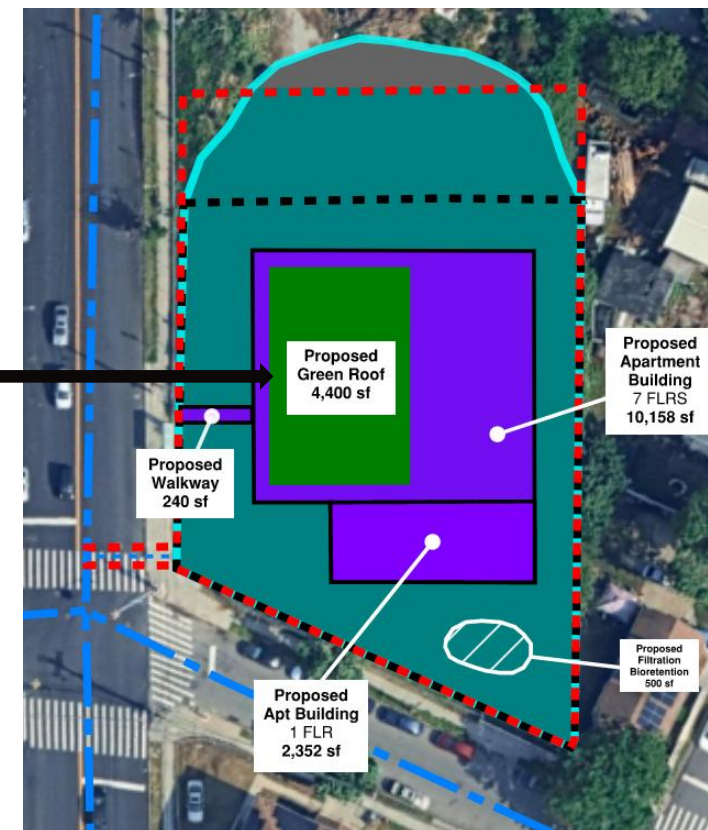 Proposed
Green Roof
4,400 sf
Proposed
Apartment
Building
7 FLRS
10,158 sf
Proposed
Walkway
240 sf
Proposed
Filtration
Bioretention
500 sf
Proposed
Apt Building
1 FLR
2,352 sf